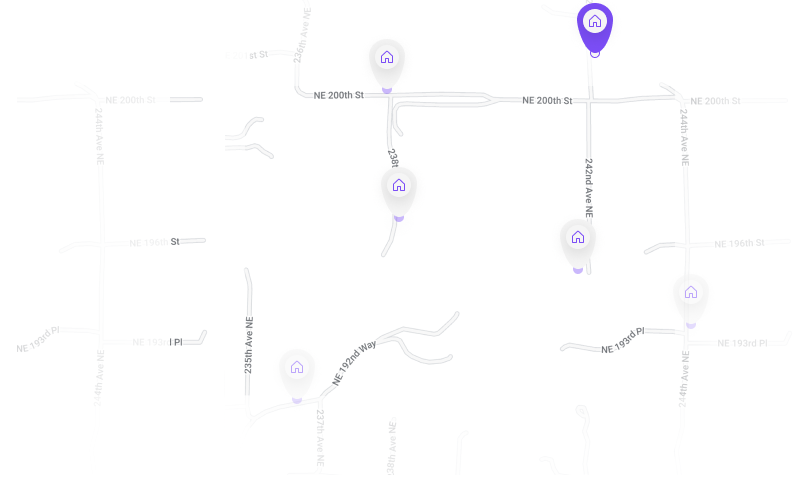 236th Ave NE
st St
NE 200th St
NE 200th St
NE 200th St
NE 200th St
244th Ave NE
244th Ave NE
238t
242nd Ave NE
NE 196th St
NE 196th St
NE 193rd Pl
NE 193rd Pl
235th Ave NE
NE 192nd Way
NE 193rd Pl
NE 193rd Pl
244th Ave NE
244th Ave NE
237th Ave NE
38th Ave NE